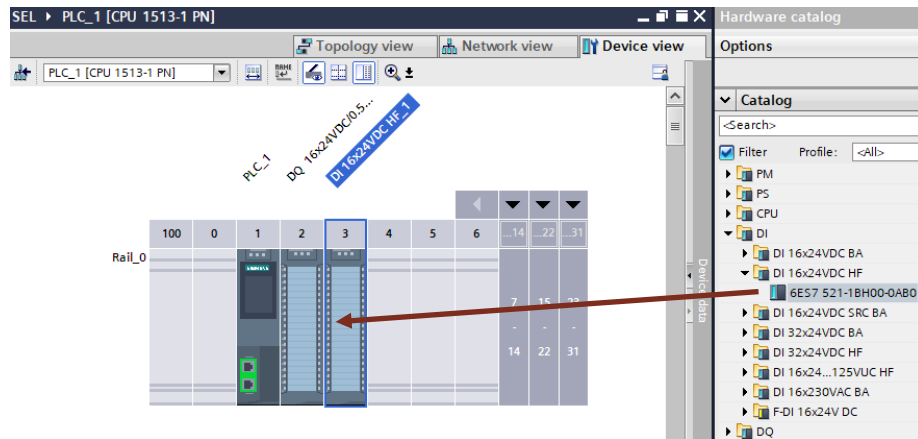 SEL ▸ PLC_1 [CPU 1513-1 PN]
Hardware catalog
Topology view
Network view
Device view
Options
PLC_1 [CPU 1513-1 PN]
Catalog
<Search>
Filter
Profile:
<All>
PLC_1
DQ 16x24VDC/0.5...
DI 16x24VDC HF_1
PM
PS
CPU
DI
DI 16x24VDC BA
DI 16x24VDC HF
6ES7 521-1BH00-0AB0
DI 16x24VDC SRC BA
DI 32x24VDC BA
DI 32x24VDC HF
DI 16x24...125VUC HF
DI 16x230VAC BA
F-DI 16x24V DC
DQ
100 0 1 2 3 4 5 6 ...14 ...22 ...31
Rail_0
SIEMENS
7 15 23
- - -
14 22 31
Device data